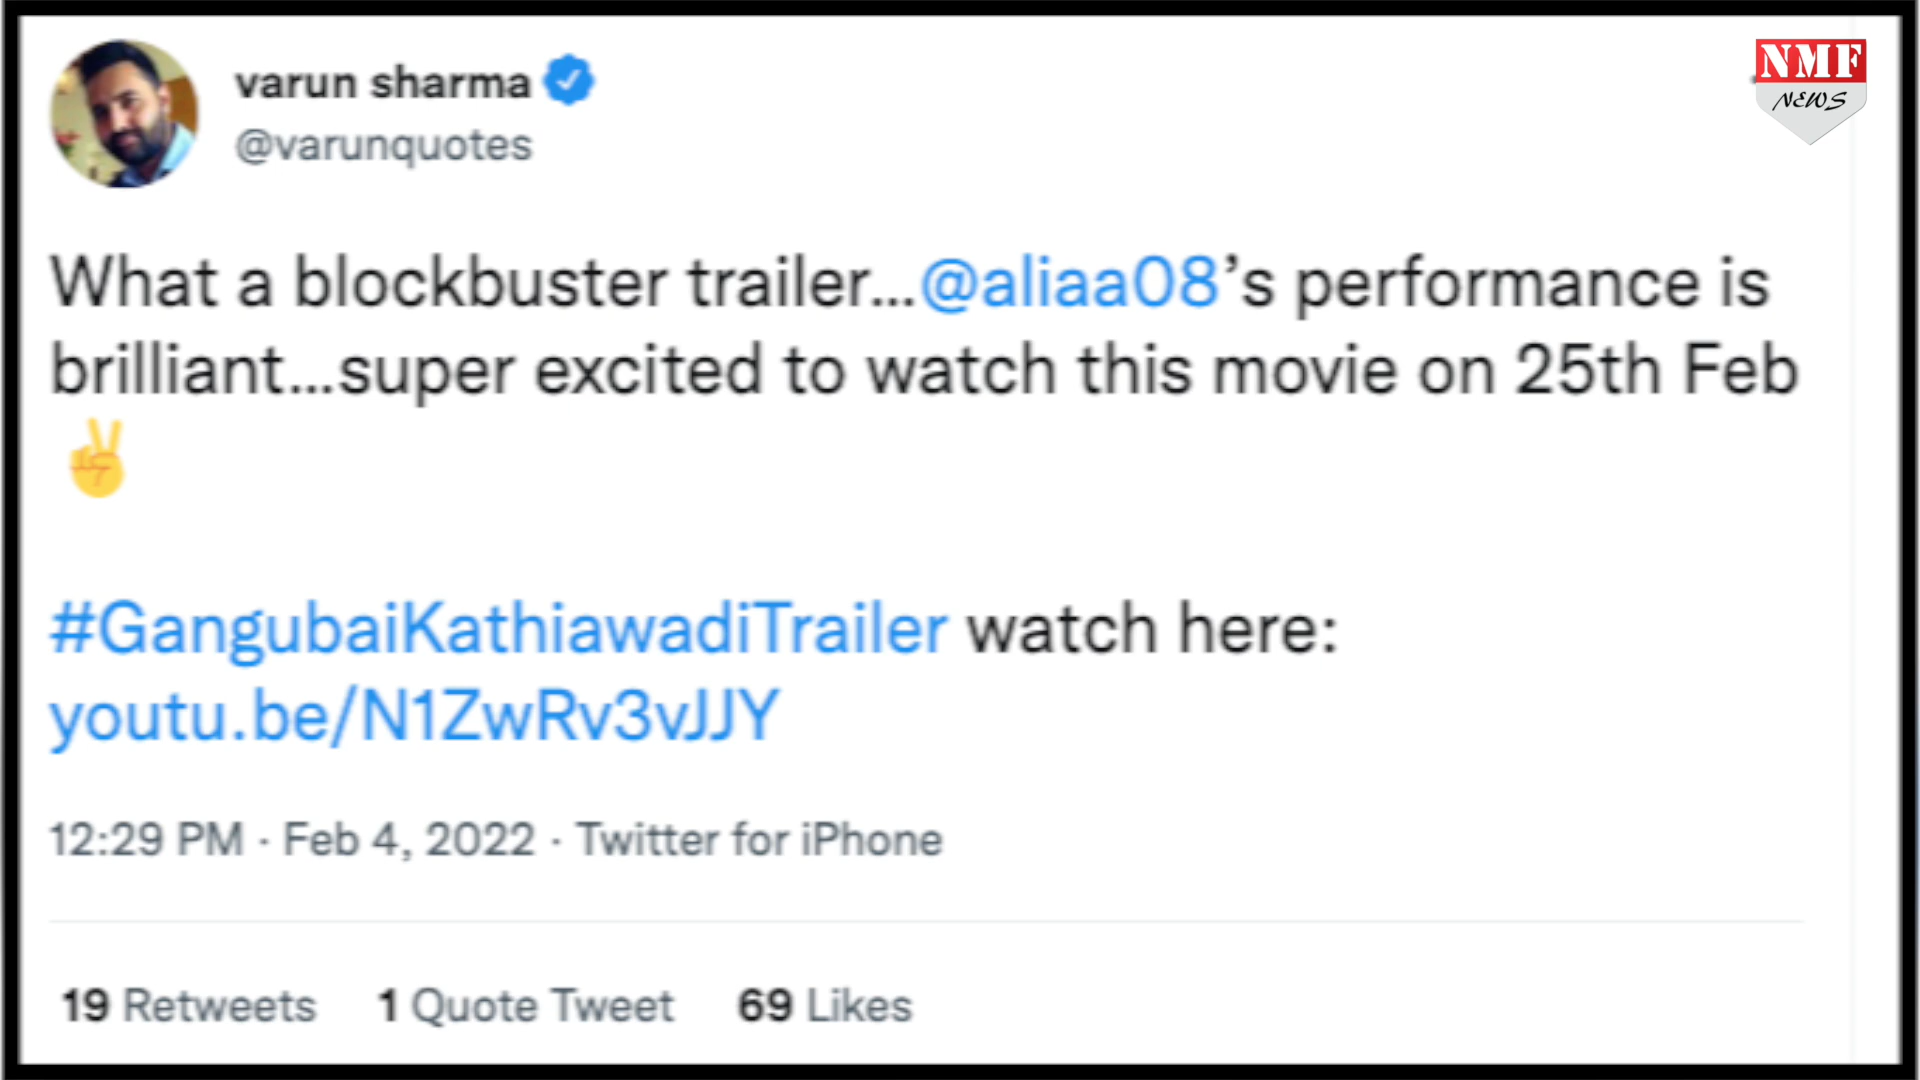 varun sharma
@varunquotes
NMF
NEWS
What a blockbuster trailer...@aliaa08’s performance is
brilliant...super excited to watch this movie on 25th Feb
✌️
#GangubaiKathiawadiTrailer watch here:
youtu.be/N1ZwRv3vJJY
12:29 PM · Feb 4, 2022 · Twitter for iPhone
19 Retweets 1 Quote Tweet 69 Likes